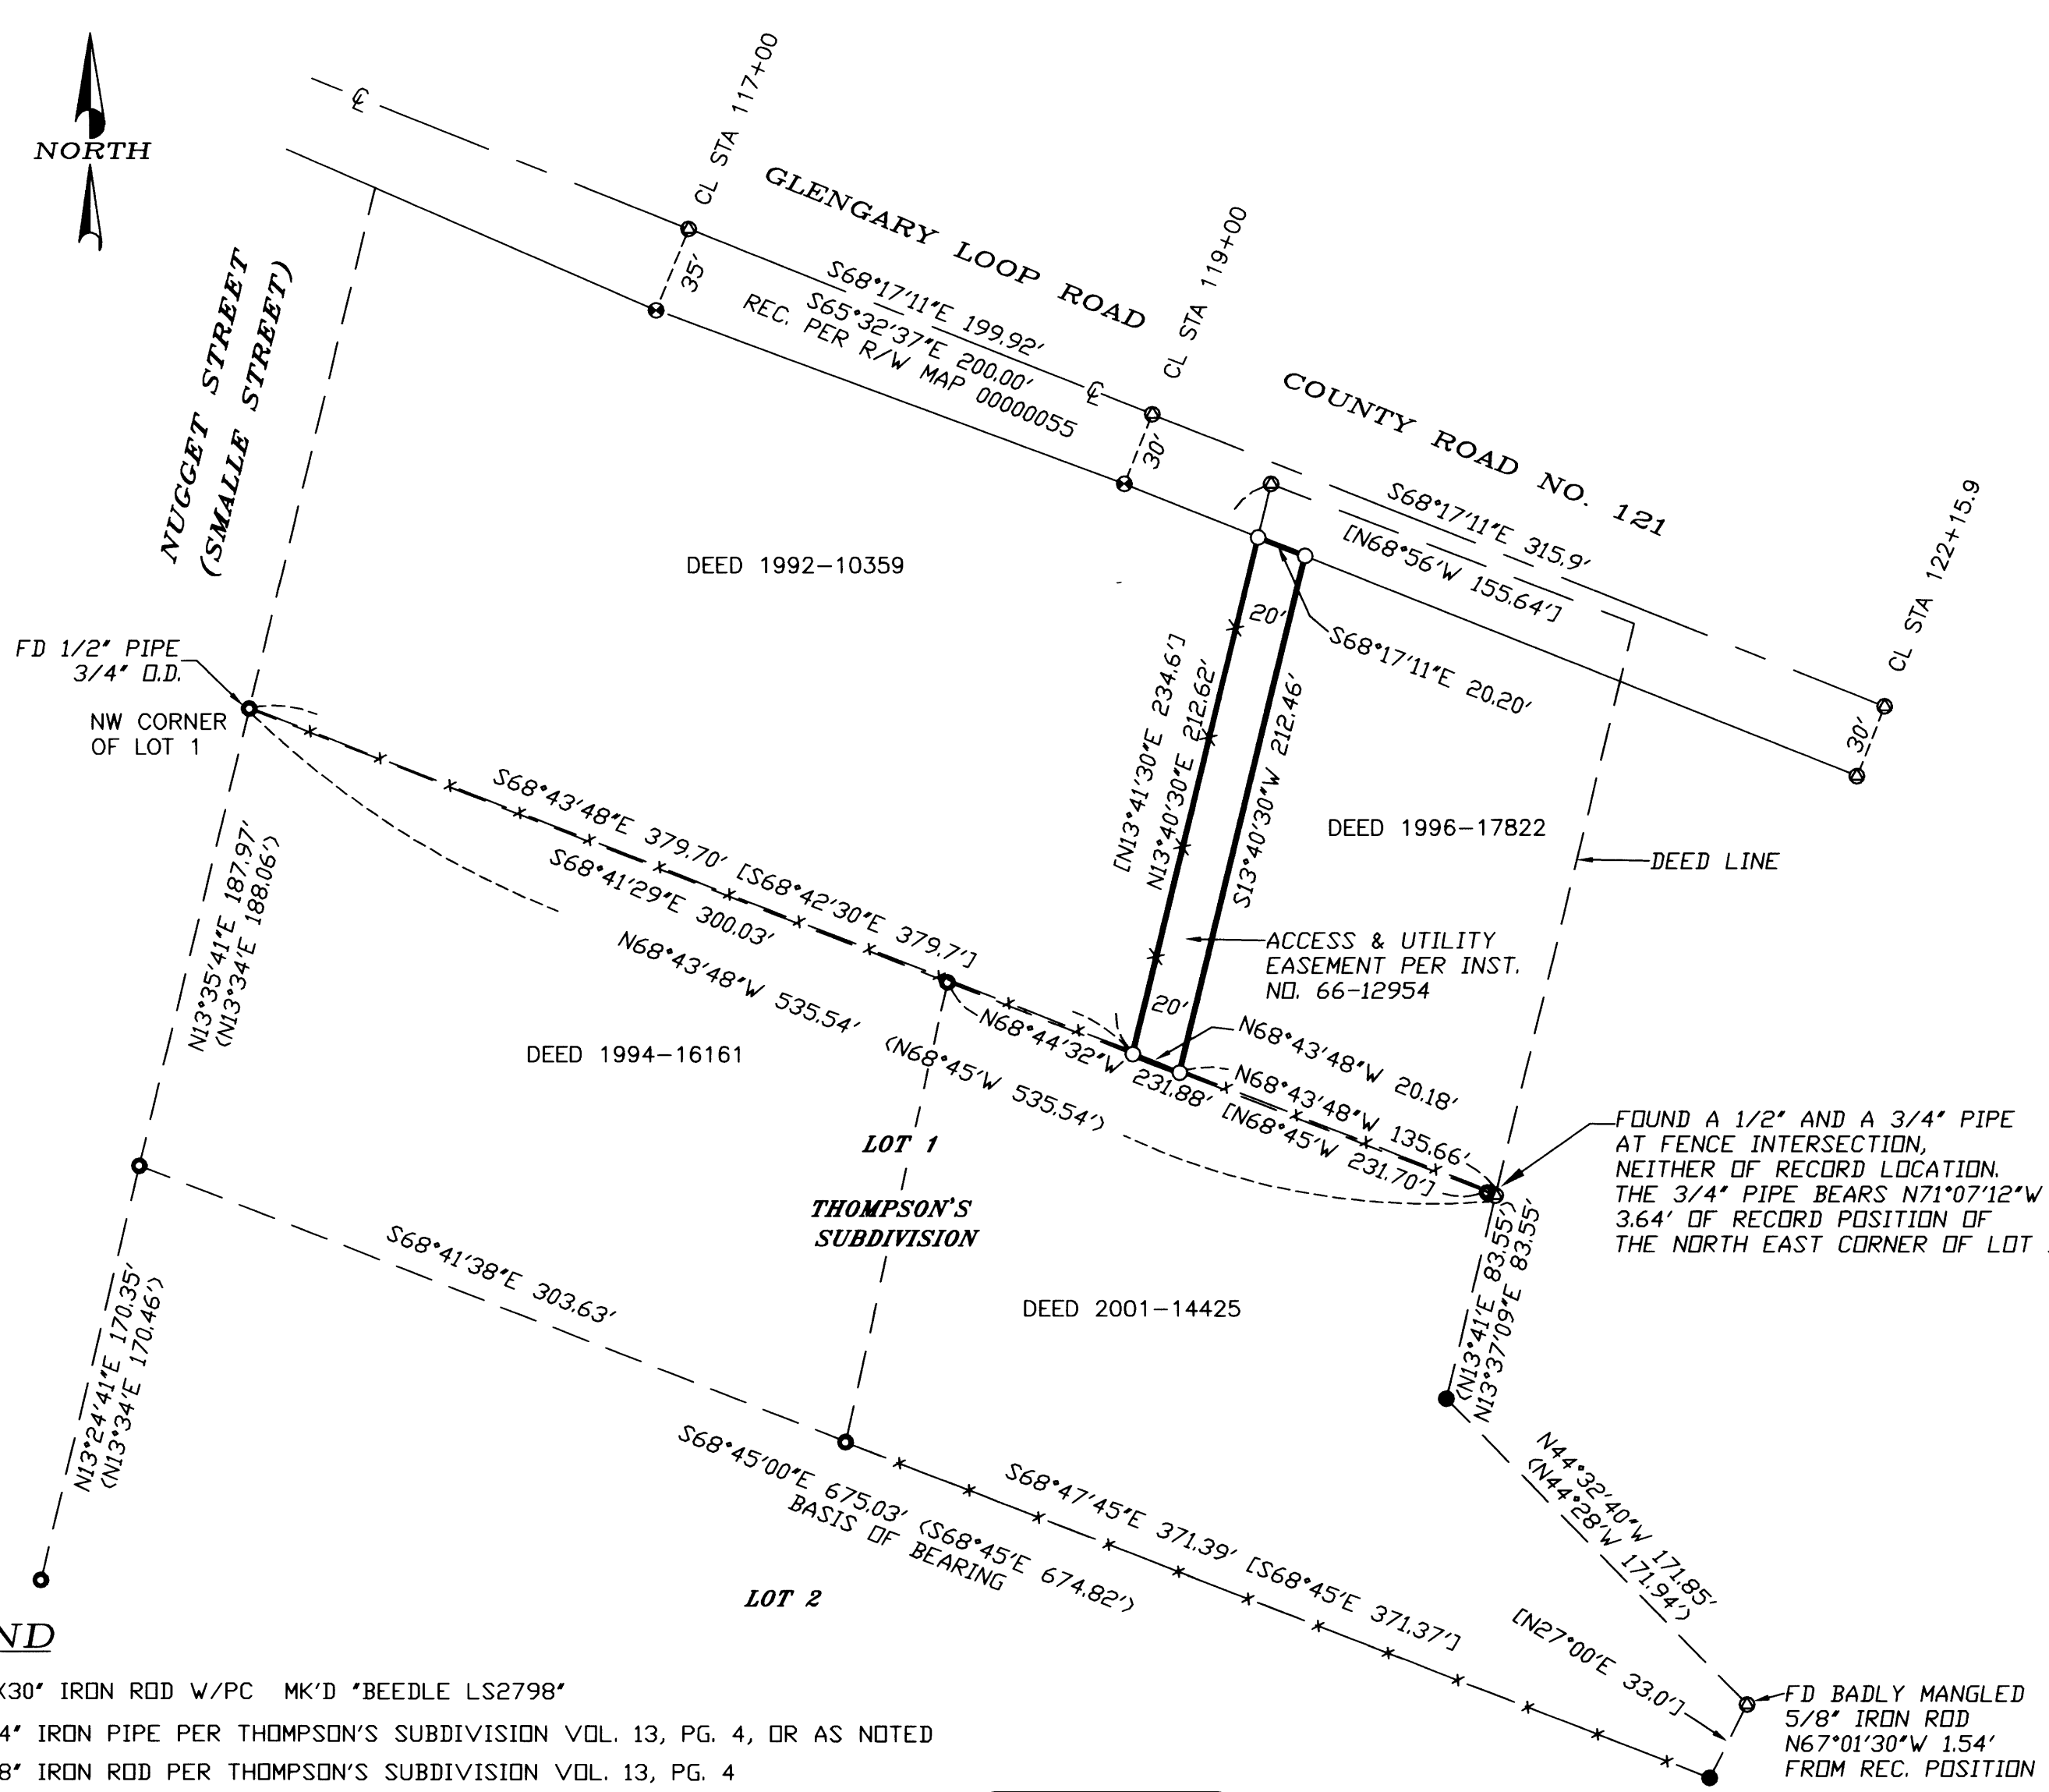 NORTH
℄
CL STA 117+00
GLENGARY LOOP ROAD
CL STA 119+00
COUNTY ROAD NO. 121
CL STA 122+15.9
35'
S68°17'11"E 199.92'
S65°32'37"E 200.00'
REC. PER R/W MAP 00000055
℄
30'
S68°17'11"E 315.9'
[N68°56'W 155.64']
30'
NUGGET STREET
(SMALLE STREET)
DEED 1992-10359
20'
S68°17'11"E 20.20'
[N13°41'30"E 234.6']
N13°40'30"E 212.62'
S13°40'30"W 212.46'
DEED 1996-17822
DEED LINE
FD 1/2" PIPE
3/4" O.D.
NW CORNER
OF LOT 1
S68°43'48"E 379.70' [S68°42'30"E 379.7']
S68°41'29"E 300.03'
N68°43'48"W 535.54' (N68°45'W 535.54')
ACCESS & UTILITY
EASEMENT PER INST.
NO. 66-12954
20'
N68°43'48"W 20.18'
N68°44'32"W 231.88' [N68°45'W 231.70']
N68°43'48"W 135.66'
N13°35'41"E 187.97'
(N13°34'E 188.06')
DEED 1994-16161
LOT 1
THOMPSON'S
SUBDIVISION
FOUND A 1/2" AND A 3/4" PIPE
AT FENCE INTERSECTION,
NEITHER OF RECORD LOCATION.
THE 3/4" PIPE BEARS N71°07'12"W
3.64' OF RECORD POSITION OF
THE NORTH EAST CORNER OF LOT
(N13°41'E 83.55')
N13°37'09"E 83.55'
S68°41'38"E 303.63'
DEED 2001-14425
N13°24'41"E 170.35'
(N13°34'E 170.46')
S68°45'00"E 675.03' (S68°45'E 674.82')
BASIS OF BEARING
S68°47'45"E 371.39' [S68°45'E 371.37']
N44°32'40"W 171.85'
(N44°28'W 171.94')
[N27°00'E 33.0']
LOT 2
FD BADLY MANGLED
5/8" IRON ROD
N67°01'30"W 1.54'
FROM REC. POSITION
ND
X30" IRON ROD W/PC MK'D "BEEDLE LS2798"
4" IRON PIPE PER THOMPSON'S SUBDIVISION VOL. 13, PG. 4, OR AS NOTED
8" IRON ROD PER THOMPSON'S SUBDIVISION VOL. 13, PG. 4